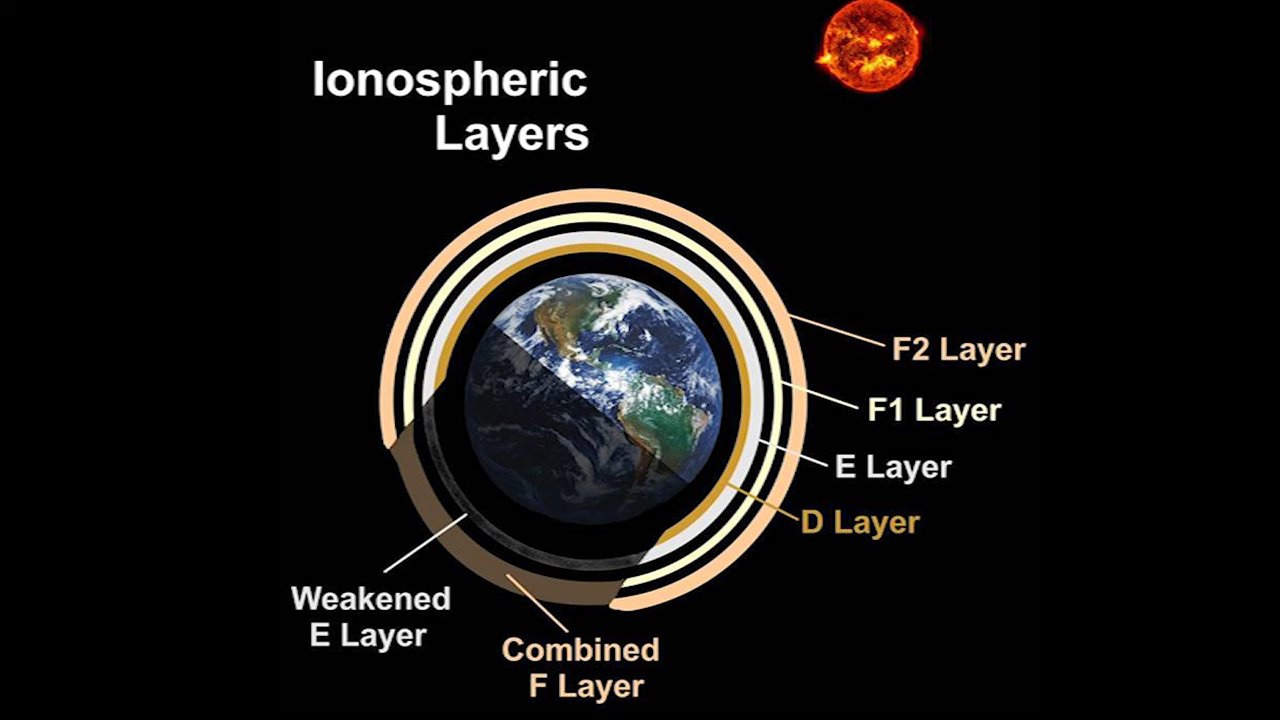 Ionospheric
Layers
F2 Layer
F1 Layer
E Layer
D Layer
Weakened
E Layer
Combined
F Layer